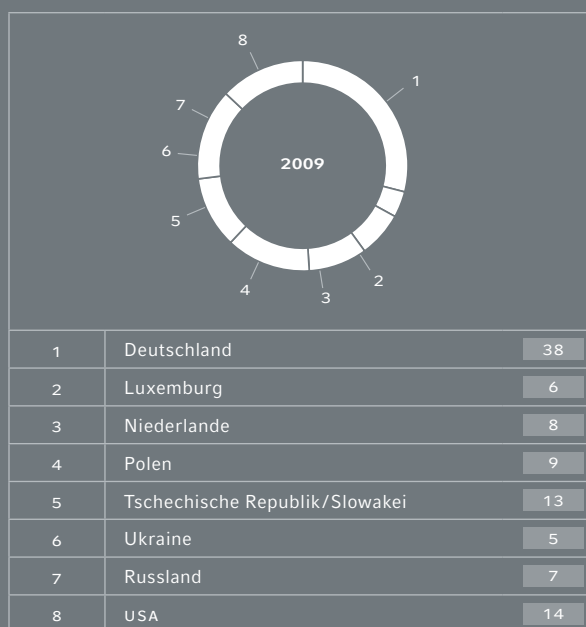 8
1
7
6
2009
5
2
4
3
1 Deutschland 38
2 Luxemburg 6
3 Niederlande 8
4 Polen 9
5 Tschechische Republik/Slowakei 13
6 Ukraine 5
7 Russland 7
8 USA 14